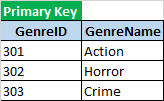 Primary Key
GenreID GenreName
301 Action
302 Horror
303 Crime